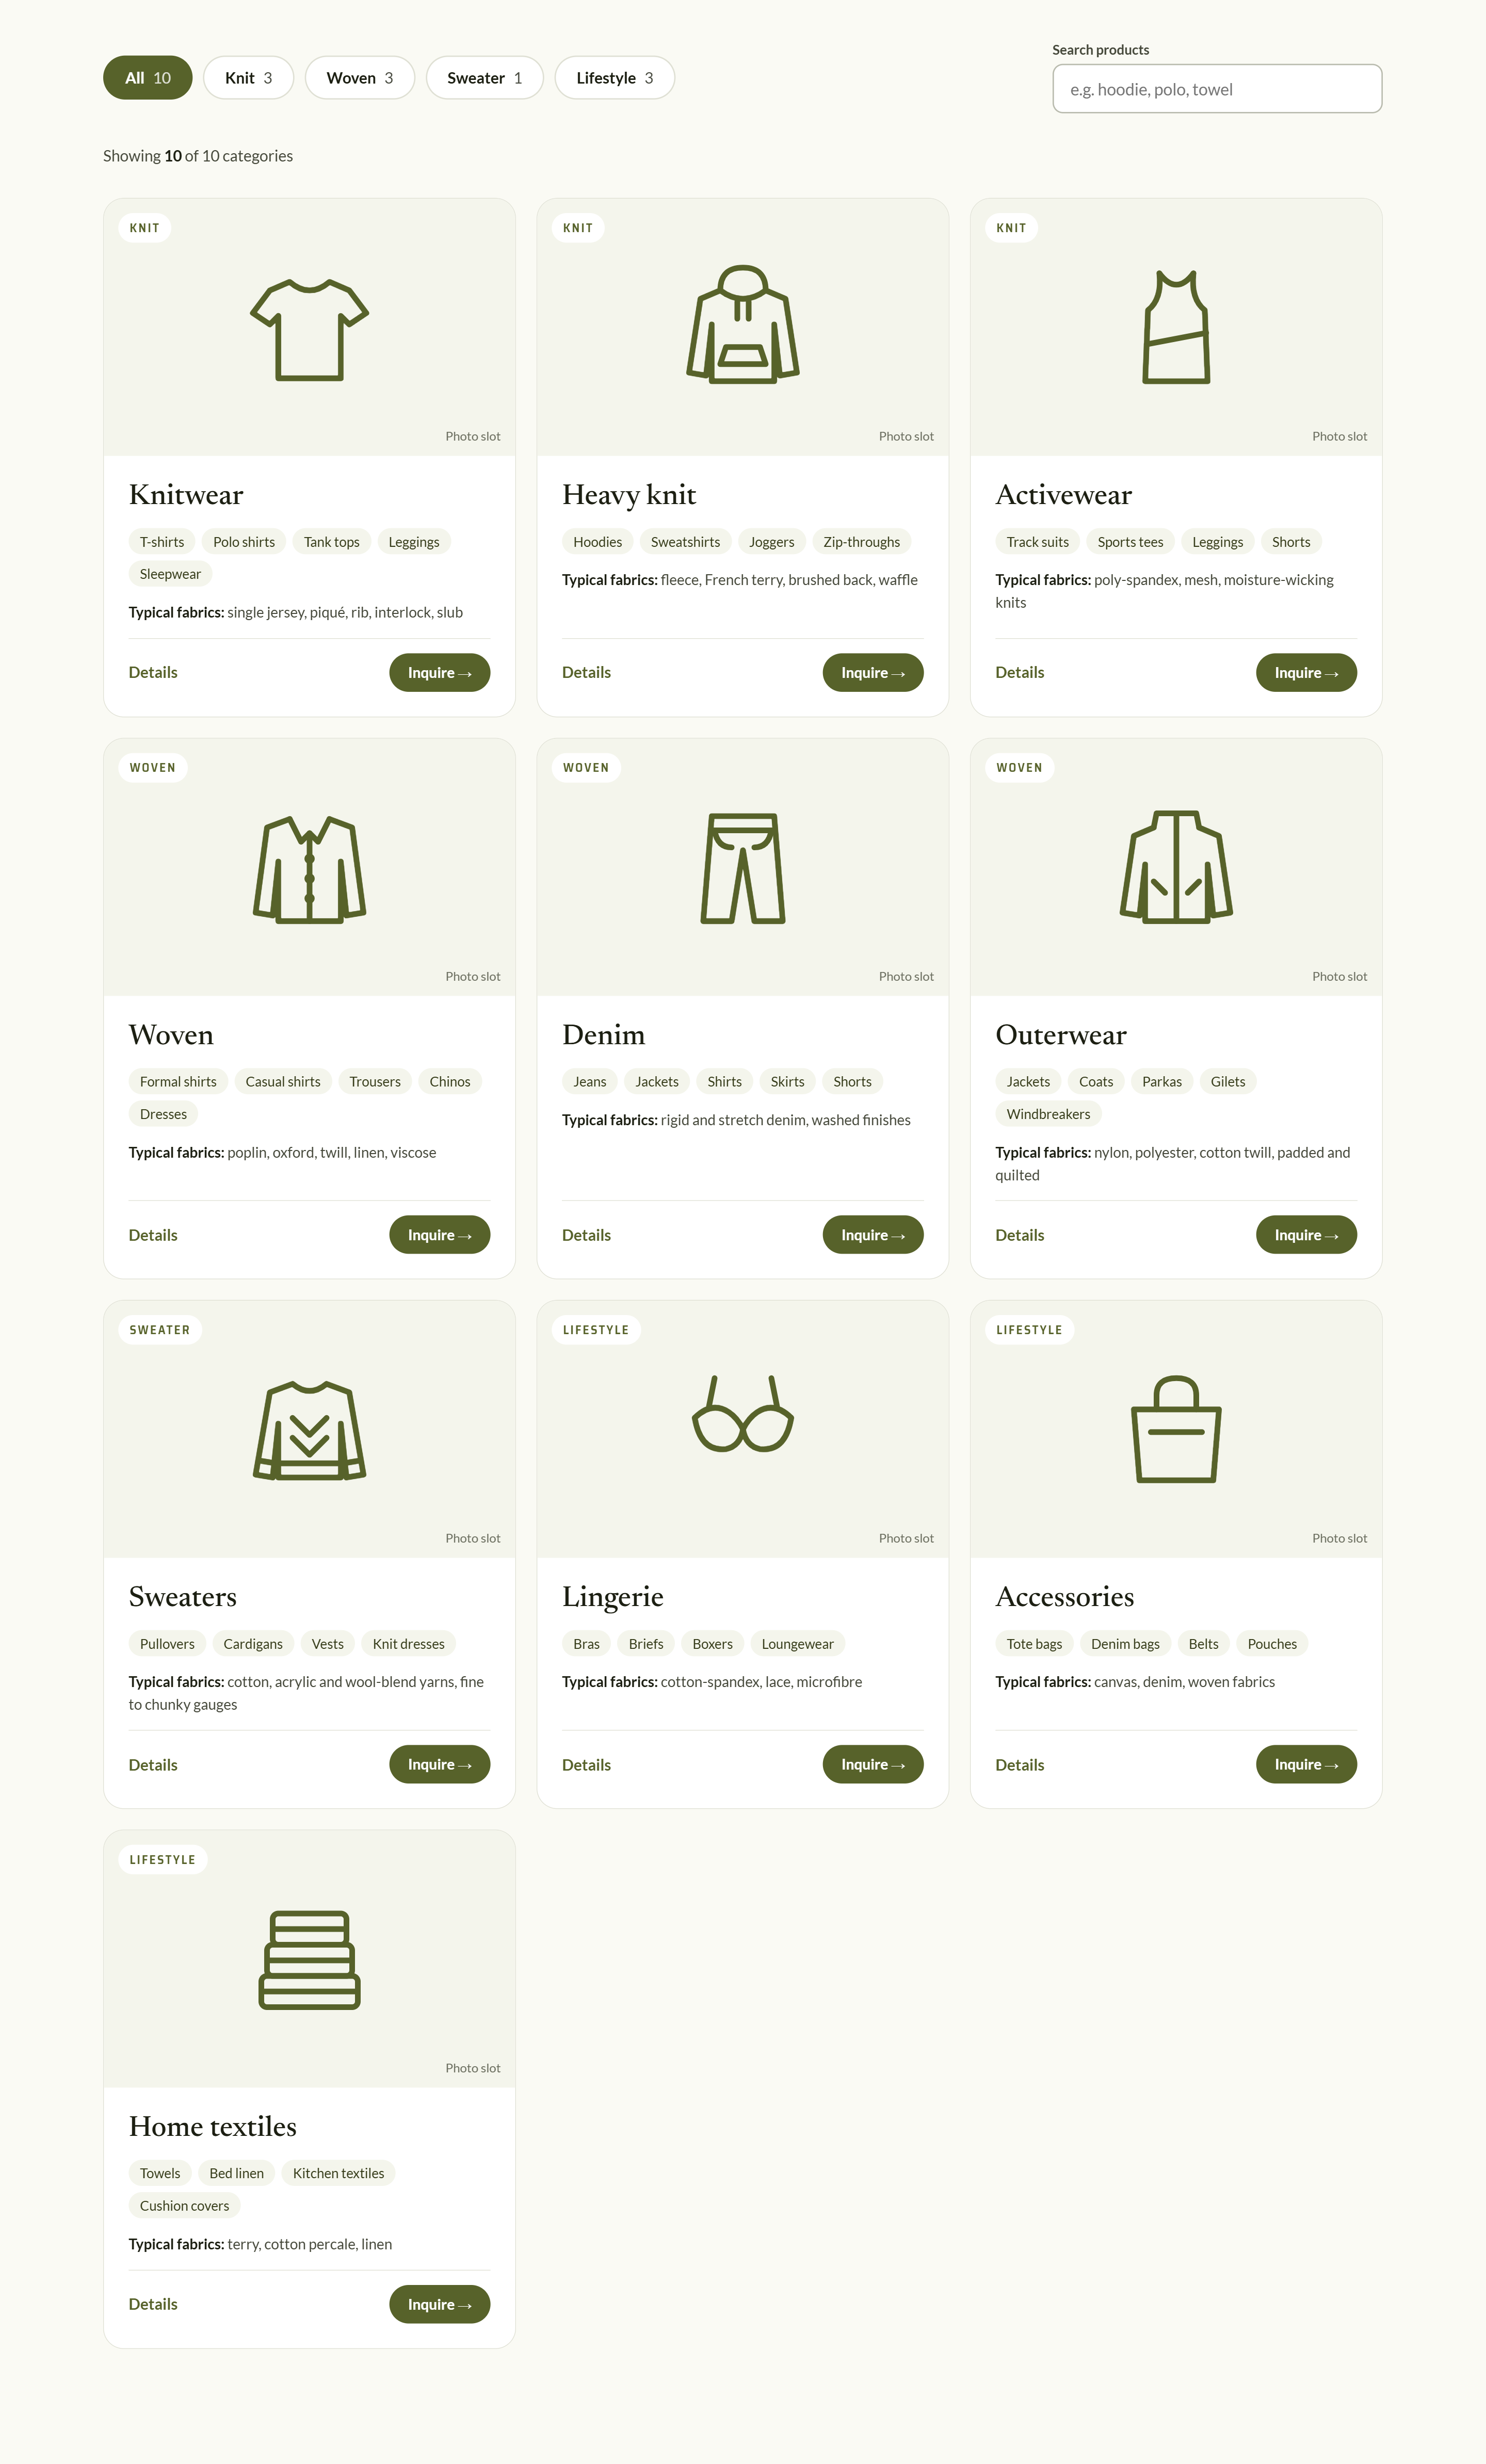 All 10
Knit 3
Woven 3
Sweater 1
Lifestyle 3
Search products
e.g. hoodie, polo, towel
Showing 10 of 10 categories
KNIT
Photo slot
Knitwear
T-shirts Polo shirts Tank tops Leggings
Sleepwear
Typical fabrics: single jersey, piqué, rib, interlock, slub
Details
Inquire →
KNIT
Photo slot
Heavy knit
Hoodies Sweatshirts Joggers Zip-throughs
Typical fabrics: fleece, French terry, brushed back, waffle
Details
Inquire →
KNIT
Photo slot
Activewear
Track suits Sports tees Leggings Shorts
Typical fabrics: poly-spandex, mesh, moisture-wicking
knits
Details
Inquire →
WOVEN
Photo slot
Woven
Formal shirts Casual shirts Trousers Chinos
Dresses
Typical fabrics: poplin, oxford, twill, linen, viscose
Details
Inquire →
WOVEN
Photo slot
Denim
Jeans Jackets Shirts Skirts Shorts
Typical fabrics: rigid and stretch denim, washed finishes
Details
Inquire →
WOVEN
Photo slot
Outerwear
Jackets Coats Parkas Gilets
Windbreakers
Typical fabrics: nylon, polyester, cotton twill, padded and
quilted
Details
Inquire →
SWEATER
Photo slot
Sweaters
Pullovers Cardigans Vests Knit dresses
Typical fabrics: cotton, acrylic and wool-blend yarns, fine
to chunky gauges
Details
Inquire →
LIFESTYLE
Photo slot
Lingerie
Bras Briefs Boxers Loungewear
Typical fabrics: cotton-spandex, lace, microfibre
Details
Inquire →
LIFESTYLE
Photo slot
Accessories
Tote bags Denim bags Belts Pouches
Typical fabrics: canvas, denim, woven fabrics
Details
Inquire →
LIFESTYLE
Photo slot
Home textiles
Towels Bed linen Kitchen textiles
Cushion covers
Typical fabrics: terry, cotton percale, linen
Details
Inquire →